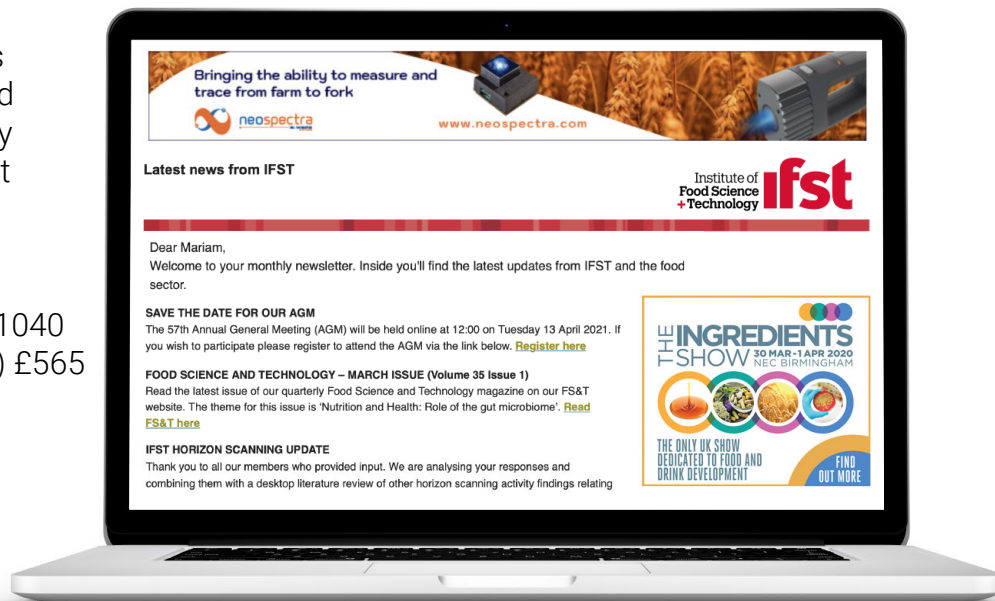 s
d
y
t
1040
) £565
Bringing the ability to measure and
trace from farm to fork
neospectra
www.neospectra.com
Latest news from IFST
Institute of
Food Science
+Technology
ifst
Dear Mariam,
Welcome to your monthly newsletter. Inside you'll find the latest updates from IFST and the food
sector.
SAVE THE DATE FOR OUR AGM
The 57th Annual General Meeting (AGM) will be held online at 12:00 on Tuesday 13 April 2021. If
you wish to participate please register to attend the AGM via the link below. Register here
FOOD SCIENCE AND TECHNOLOGY – MARCH ISSUE (Volume 35 Issue 1)
Read the latest issue of our quarterly Food Science and Technology magazine on our FS&T
website. The theme for this issue is ‘Nutrition and Health: Role of the gut microbiome’. Read
FS&T here
IFST HORIZON SCANNING UPDATE
Thank you to all our members who provided input. We are analysing your responses and
combining them with a desktop literature review of other horizon scanning activity findings relating
THE
INGREDIENTS
SHOW
30 MAR-1 APR 2020
NEC BIRMINGHAM
THE ONLY UK SHOW
DEDICATED TO FOOD AND
DRINK DEVELOPMENT
FIND
OUT MORE